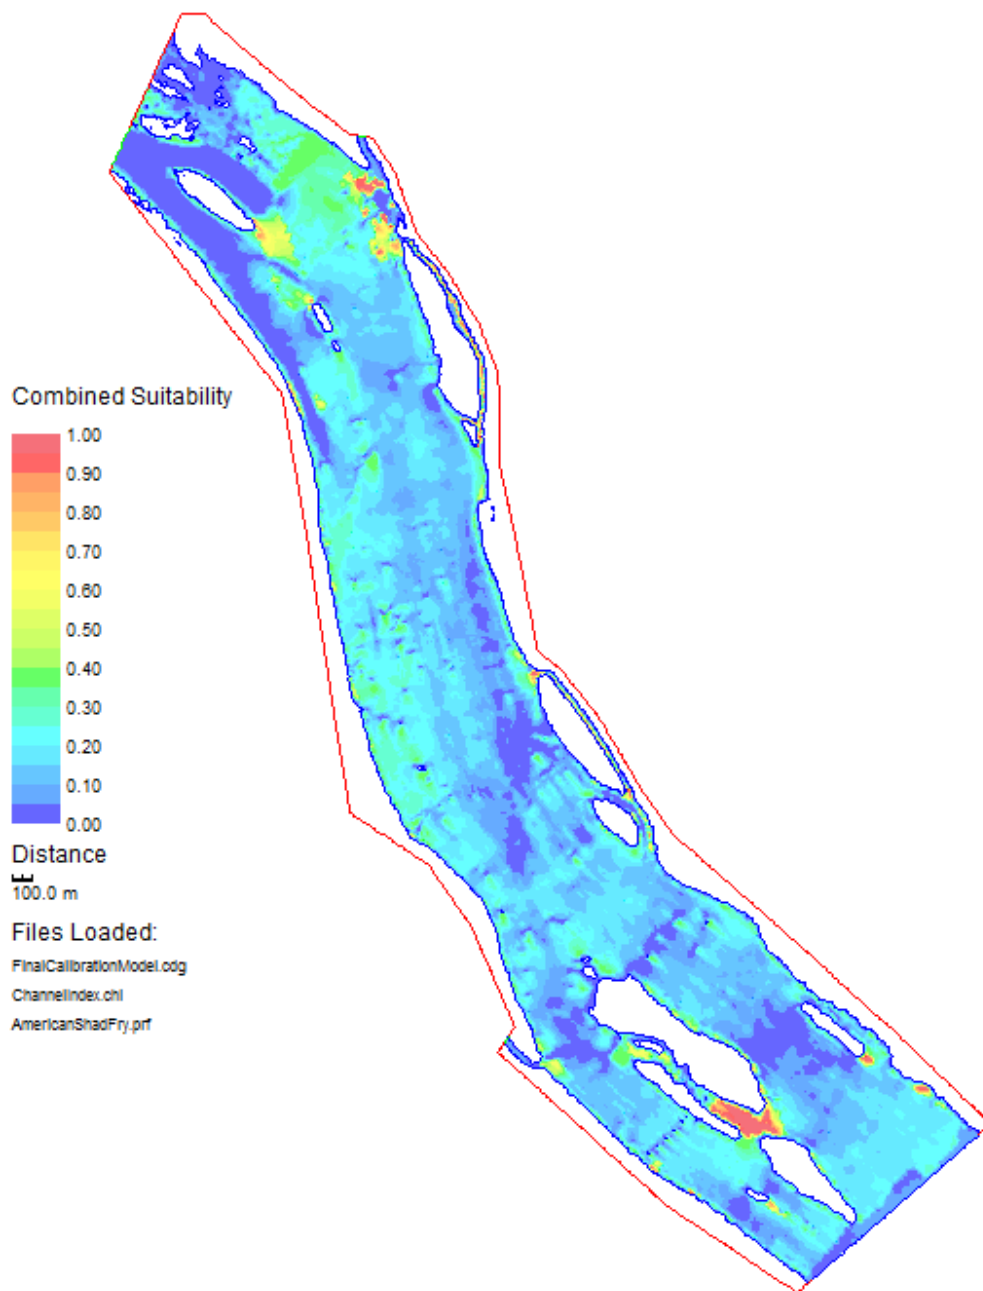 Combined Suitability
1.00
0.90
0.80
0.70
0.60
0.50
0.40
0.30
0.20
0.10
0.00
Distance
100.0 m
Files Loaded:
FinalCalibrationModel.cdg
ChannelIndex.chi
AmericanShadFry.prf